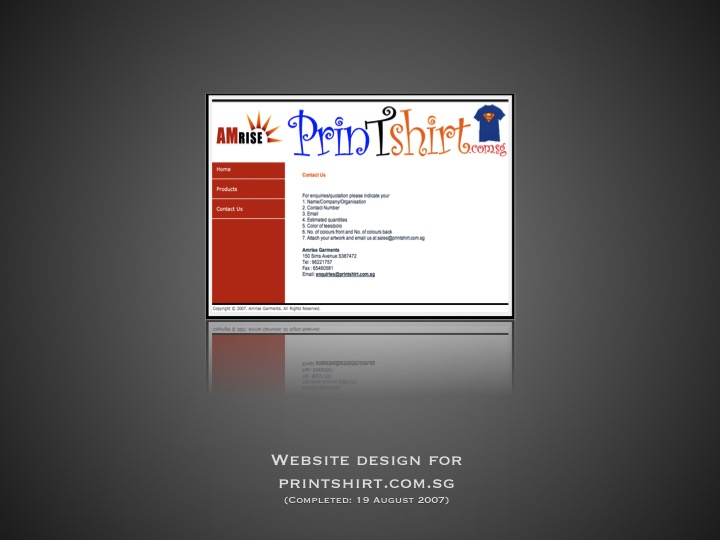 AMRISE
PrinTshirt.comsg
Home
Products
Contact Us
Contact Us
For enquiries/quotation please indicate your
1. Name/Company/Organisation
2. Contact Number
3. Email
4. Estimated quantities
5. Color of tees/polo
6. No. of colours front and No. of colours back
7. Attach your artwork and email us at sales@printshirt.com.sg
Amrise Garments
150 Sims Avenue S387472
Tel : 96221757
Fax : 65460581
Email: enquiries@printshirt.com.sg
Copyright © 2007. Amrise Garments. All Rights Reserved.
Website design for
printshirt.com.sg
(Completed: 19 August 2007)